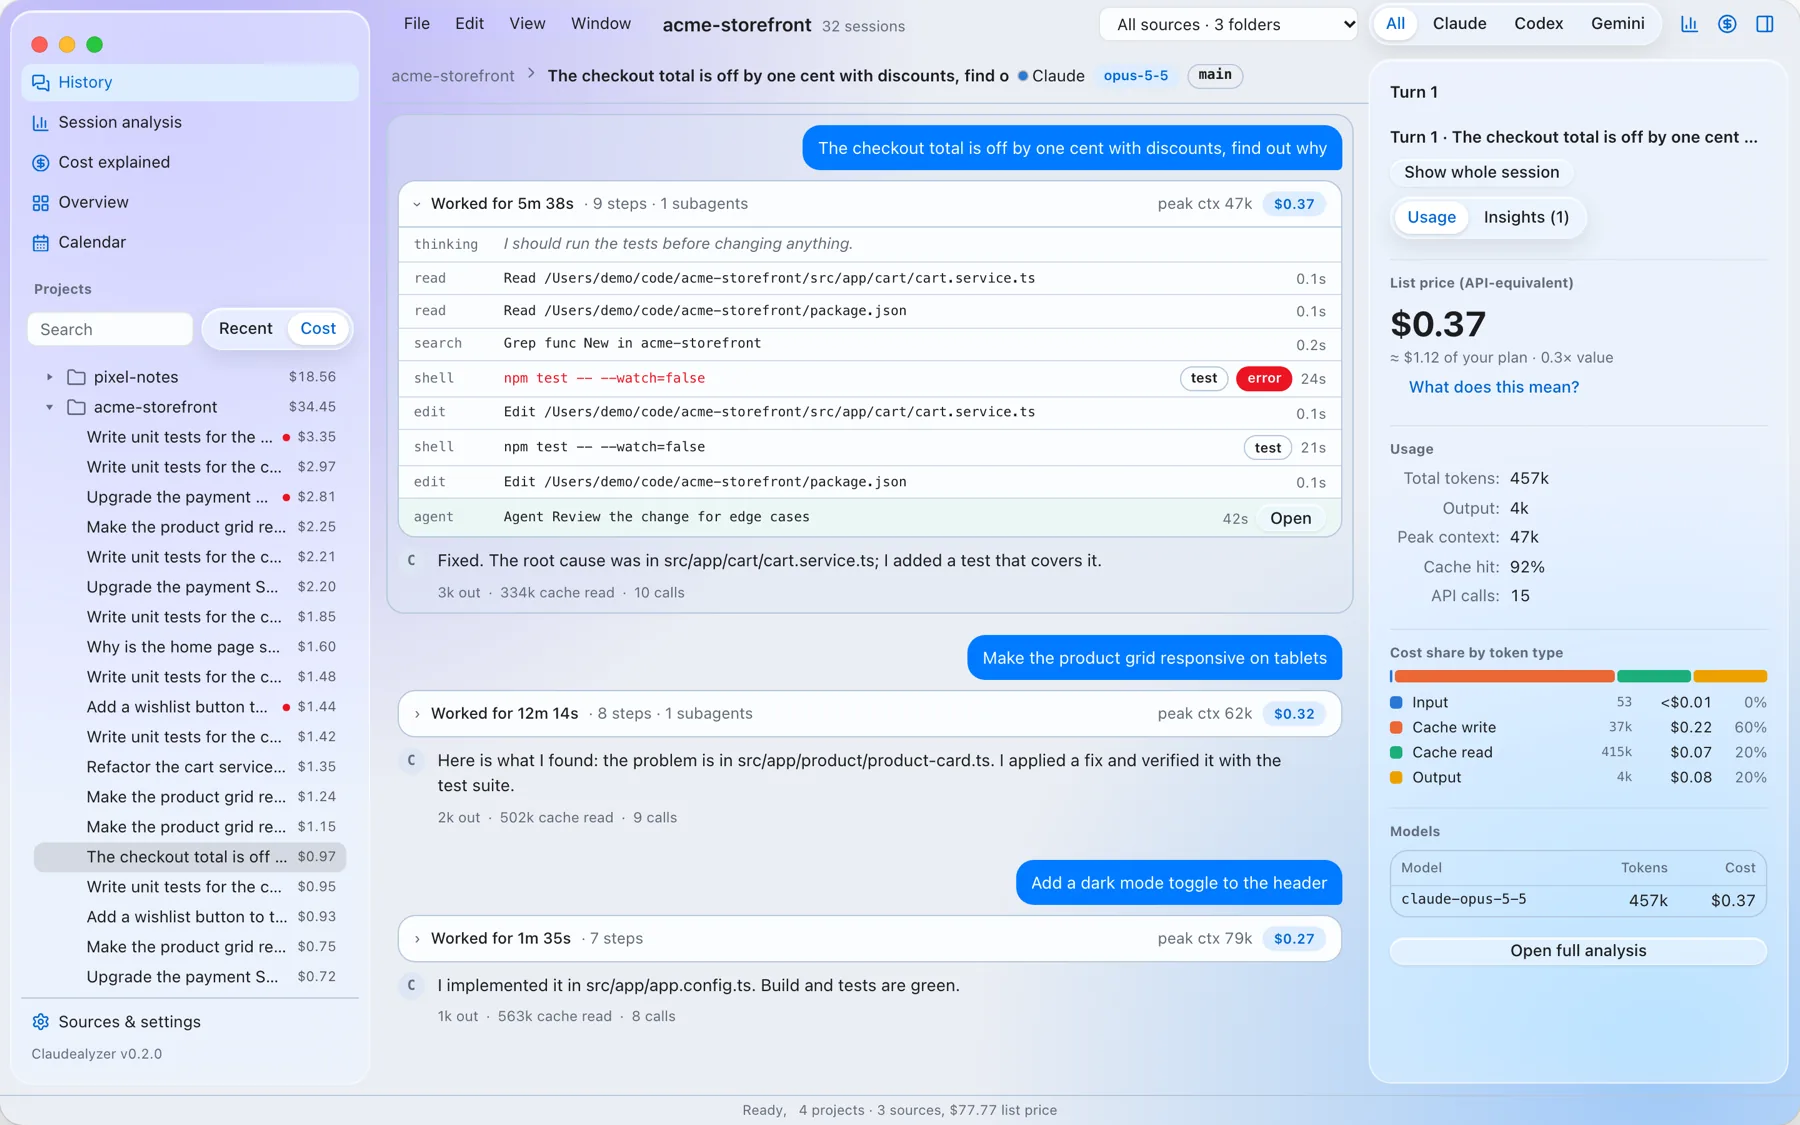 History
Session analysis
Cost explained
Overview
Calendar
Projects
Search
Recent
Cost
pixel-notes $18.56
acme-storefront $34.45
Write unit tests for the ... $3.35
Write unit tests for the c... $2.97
Upgrade the payment ... $2.81
Make the product grid re... $2.25
Write unit tests for the c... $2.21
Upgrade the payment S... $2.20
Write unit tests for the c... $1.85
Why is the home page s... $1.60
Write unit tests for the c... $1.48
Add a wishlist button t... $1.44
Write unit tests for the c... $1.42
Refactor the cart service... $1.35
Make the product grid re... $1.24
Make the product grid re... $1.15
The checkout total is off ... $0.97
Write unit tests for the c... $0.95
Add a wishlist button to t... $0.93
Make the product grid re... $0.75
Upgrade the payment S... $0.72
Sources & settings
Claudealyzer v0.2.0
File Edit View Window acme-storefront 32 sessions
All sources · 3 folders
All Claude Codex Gemini
acme-storefront > The checkout total is off by one cent with discounts, find o Claude opus-5-5 main
The checkout total is off by one cent with discounts, find out why
Worked for 5m 38s · 9 steps · 1 subagents peak ctx 47k $0.37
thinking I should run the tests before changing anything.
read Read /Users/demo/code/acme-storefront/src/app/cart/cart.service.ts 0.1s
read Read /Users/demo/code/acme-storefront/package.json 0.1s
search Grep func New in acme-storefront 0.2s
shell npm test -- --watch=false test error 24s
edit Edit /Users/demo/code/acme-storefront/src/app/cart/cart.service.ts 0.1s
shell npm test -- --watch=false test 21s
edit Edit /Users/demo/code/acme-storefront/package.json 0.1s
agent Agent Review the change for edge cases 42s Open
C Fixed. The root cause was in src/app/cart/cart.service.ts; I added a test that covers it.
3k out · 334k cache read · 10 calls
Make the product grid responsive on tablets
Worked for 12m 14s · 8 steps · 1 subagents peak ctx 62k $0.32
C Here is what I found: the problem is in src/app/product/product-card.ts. I applied a fix and verified it with the
test suite.
2k out · 502k cache read · 9 calls
Add a dark mode toggle to the header
Worked for 1m 35s · 7 steps peak ctx 79k $0.27
C I implemented it in src/app/app.config.ts. Build and tests are green.
1k out · 563k cache read · 8 calls
Turn 1
Turn 1 · The checkout total is off by one cent ...
Show whole session
Usage Insights (1)
List price (API-equivalent)
$0.37
≈ $1.12 of your plan · 0.3× value
What does this mean?
Usage
Total tokens: 457k
Output: 4k
Peak context: 47k
Cache hit: 92%
API calls: 15
Cost share by token type
Input 53 <$0.01 0%
Cache write 37k $0.22 60%
Cache read 415k $0.07 20%
Output 4k $0.08 20%
Models
Model Tokens Cost
claude-opus-5-5 457k $0.37
Open full analysis
Ready, 4 projects · 3 sources, $77.77 list price